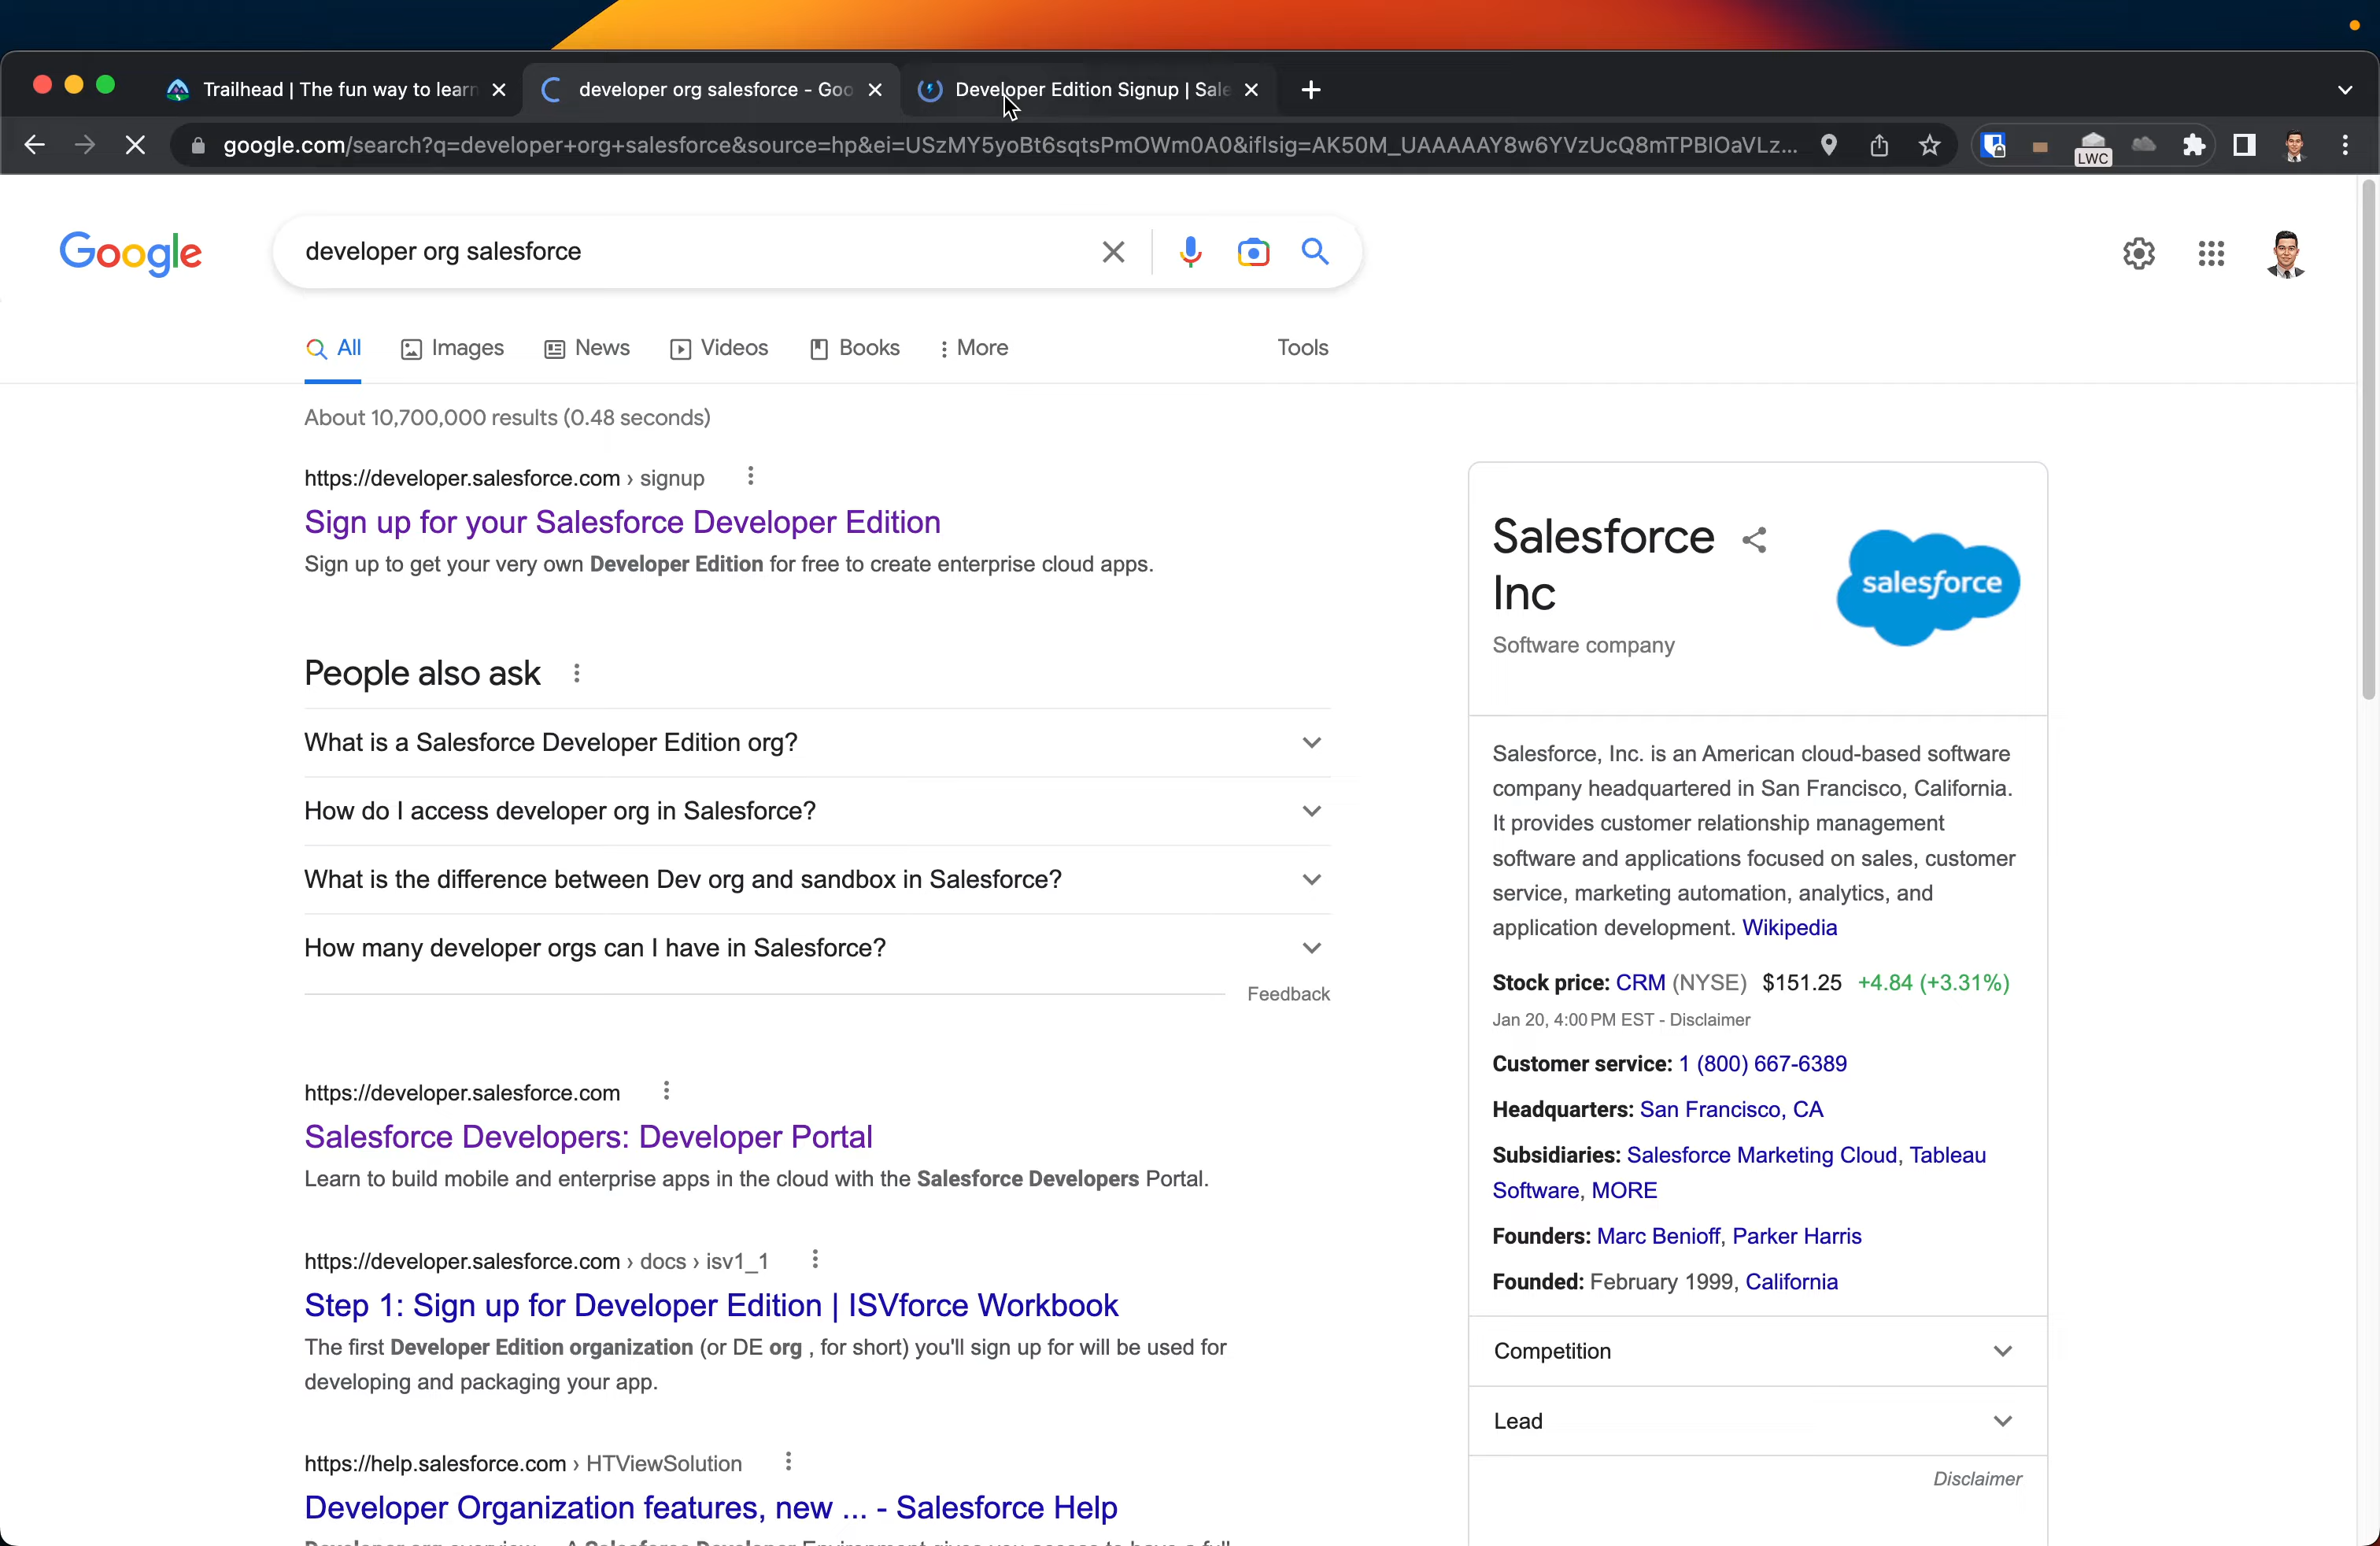 Trailhead | The fun way to learn
developer org salesforce - Goo
Developer Edition Signup | Sale
google.com/search?q=developer+org+salesforce&source=hp&ei=USzMY5yoBt6sqtsPmOWm0A0&iflsig=AK50M_UAAAAAY8w6YVzUcQ8mTPBIOaVLz...
LWC
Google
developer org salesforce
All Images News Videos Books More Tools
About 10,700,000 results (0.48 seconds)
https://developer.salesforce.com › signup
Sign up for your Salesforce Developer Edition
Sign up to get your very own Developer Edition for free to create enterprise cloud apps.
People also ask
What is a Salesforce Developer Edition org?
How do I access developer org in Salesforce?
What is the difference between Dev org and sandbox in Salesforce?
How many developer orgs can I have in Salesforce?
Feedback
https://developer.salesforce.com
Salesforce Developers: Developer Portal
Learn to build mobile and enterprise apps in the cloud with the Salesforce Developers Portal.
https://developer.salesforce.com › docs › isv1_1
Step 1: Sign up for Developer Edition | ISVforce Workbook
The first Developer Edition organization (or DE org , for short) you'll sign up for will be used for
developing and packaging your app.
https://help.salesforce.com › HTViewSolution
Developer Organization features, new ... - Salesforce Help
Salesforce
Inc
salesforce
Software company
Salesforce, Inc. is an American cloud-based software
company headquartered in San Francisco, California.
It provides customer relationship management
software and applications focused on sales, customer
service, marketing automation, analytics, and
application development. Wikipedia
Stock price: CRM (NYSE) $151.25 +4.84 (+3.31%)
Jan 20, 4:00 PM EST - Disclaimer
Customer service: 1 (800) 667-6389
Headquarters: San Francisco, CA
Subsidiaries: Salesforce Marketing Cloud, Tableau
Software, MORE
Founders: Marc Benioff, Parker Harris
Founded: February 1999, California
Competition
Lead
Disclaimer